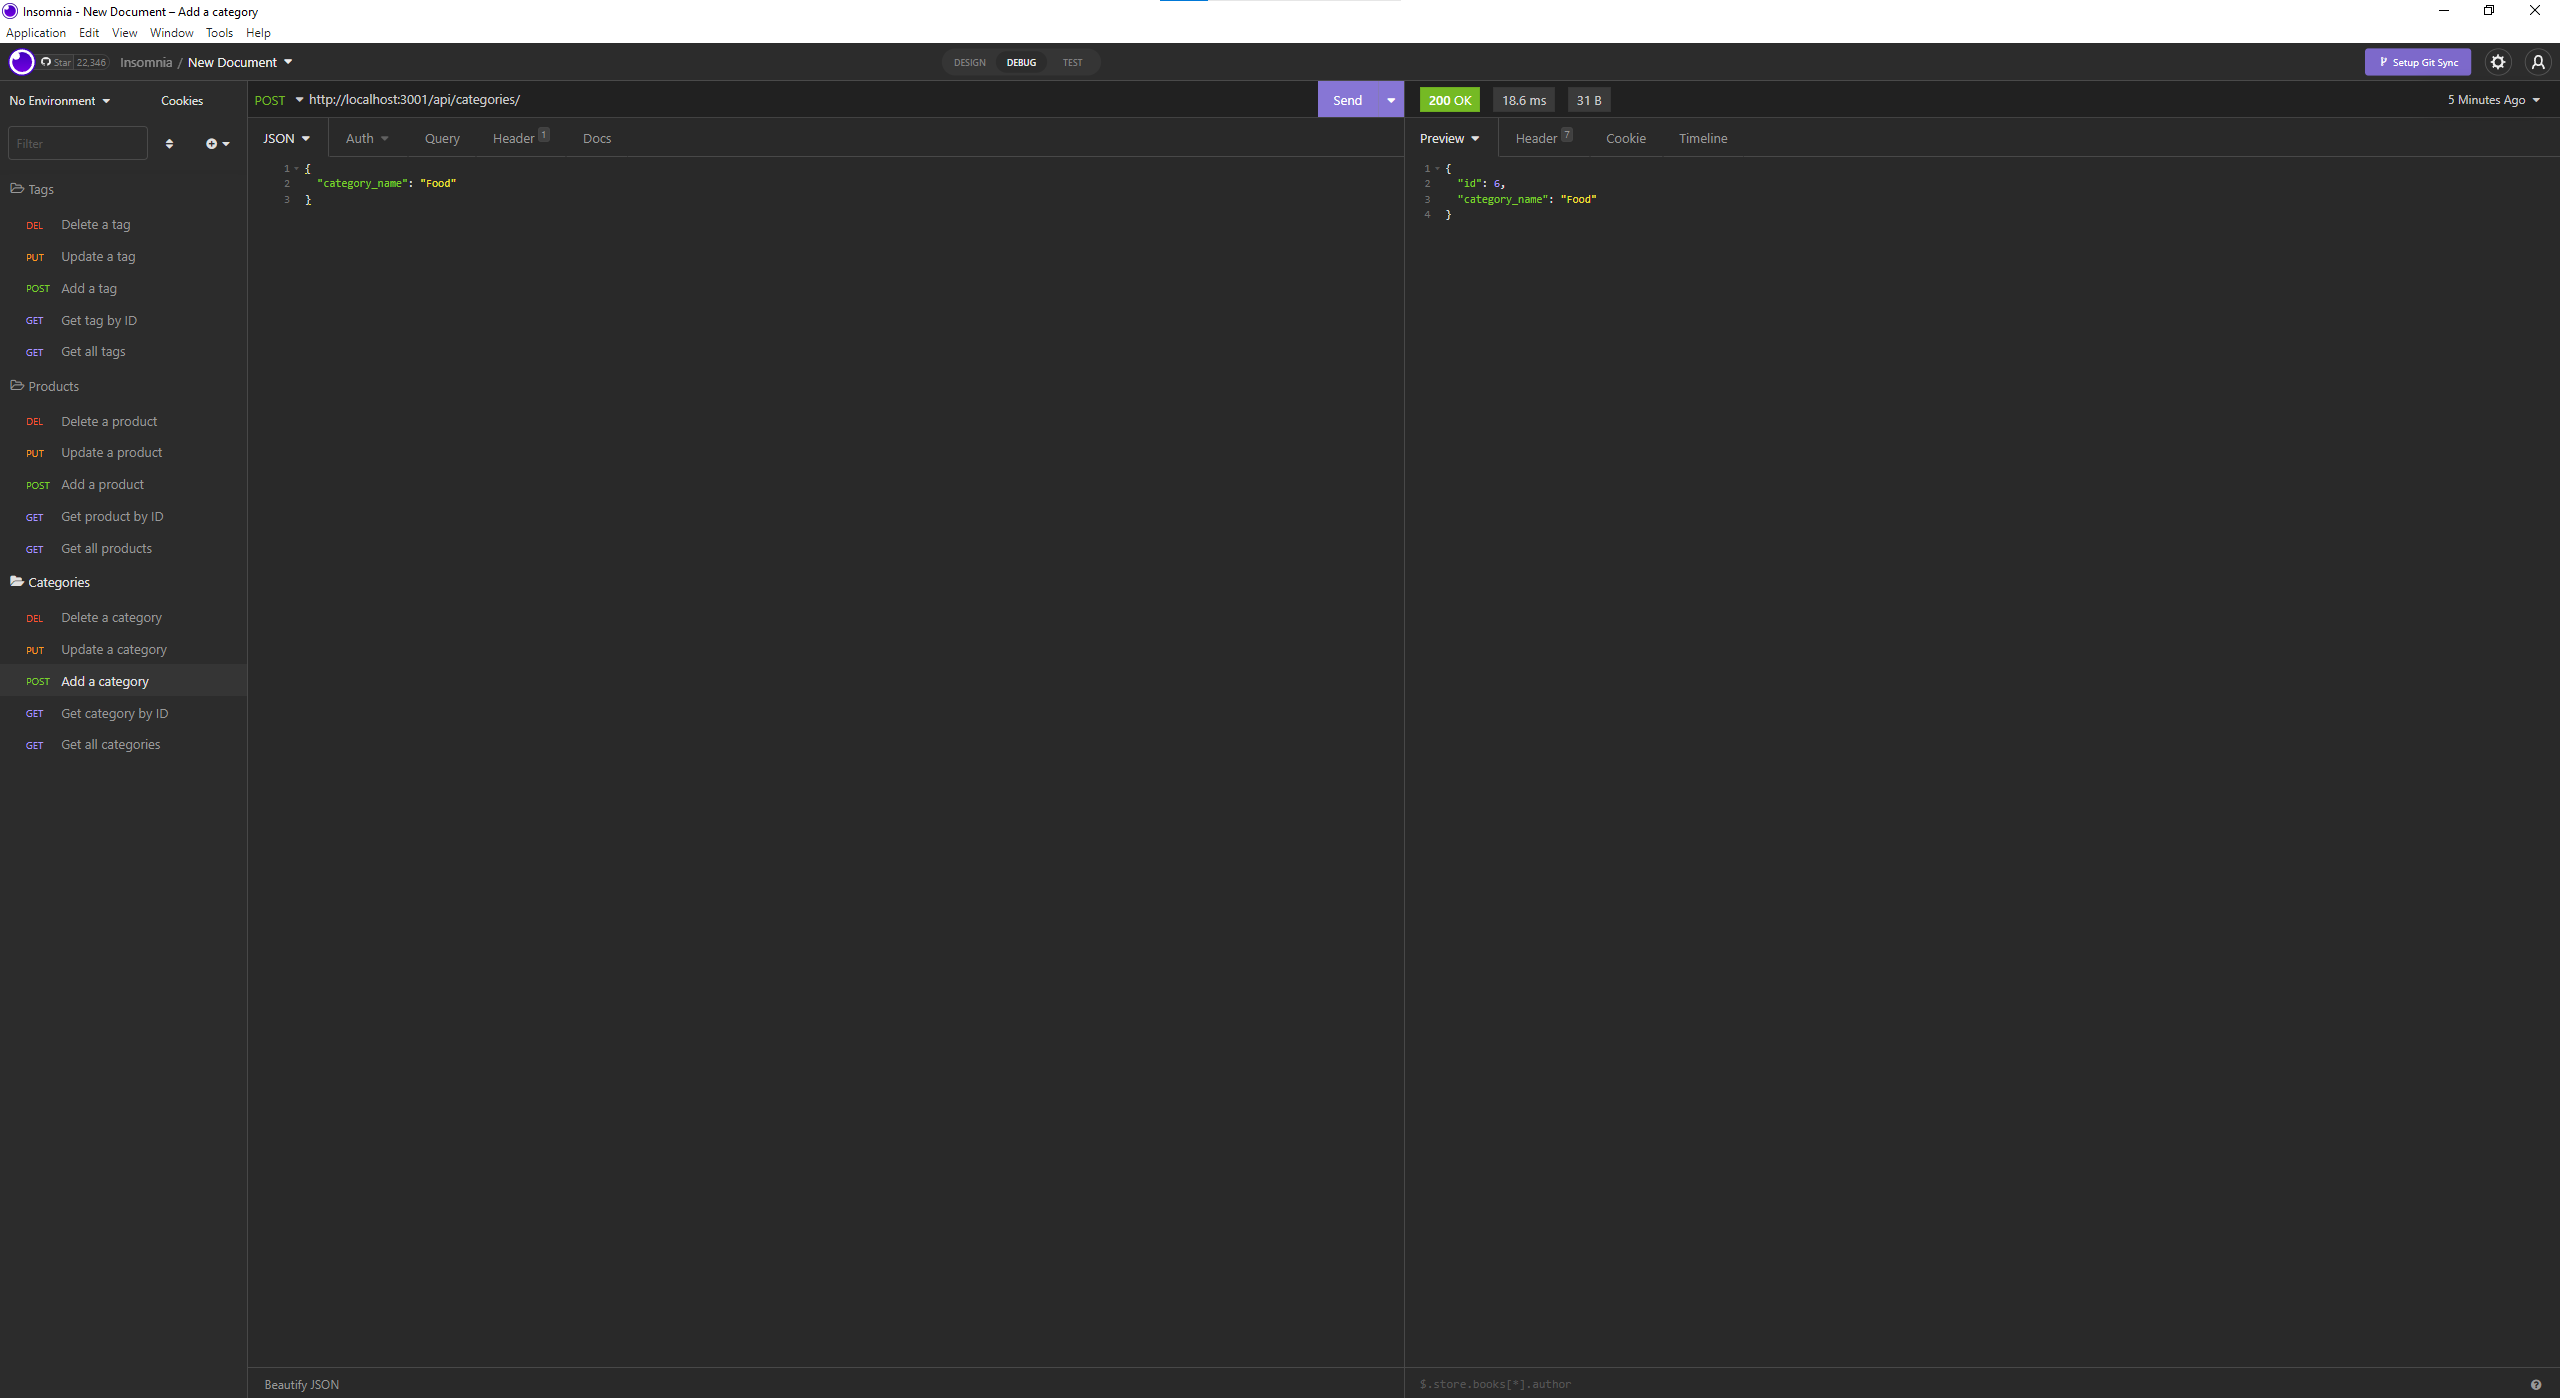 Insomnia - New Document – Add a category
Application Edit View Window Tools Help
Star 22,346 Insomnia / New Document
DESIGN DEBUG TEST
Setup Git Sync
No Environment Cookies
POST http://localhost:3001/api/categories/
Send
200 OK 18.6 ms 31 B 5 Minutes Ago
Filter
JSON Auth Query Header 1 Docs
Preview Header 7 Cookie Timeline
1 {
2 "category_name": "Food"
3 }
1 {
2 "id": 6,
3 "category_name": "Food"
4 }
Tags
DEL Delete a tag
PUT Update a tag
POST Add a tag
GET Get tag by ID
GET Get all tags
Products
DEL Delete a product
PUT Update a product
POST Add a product
GET Get product by ID
GET Get all products
Categories
DEL Delete a category
PUT Update a category
POST Add a category
GET Get category by ID
GET Get all categories
Beautify JSON
$.store.books[*].author